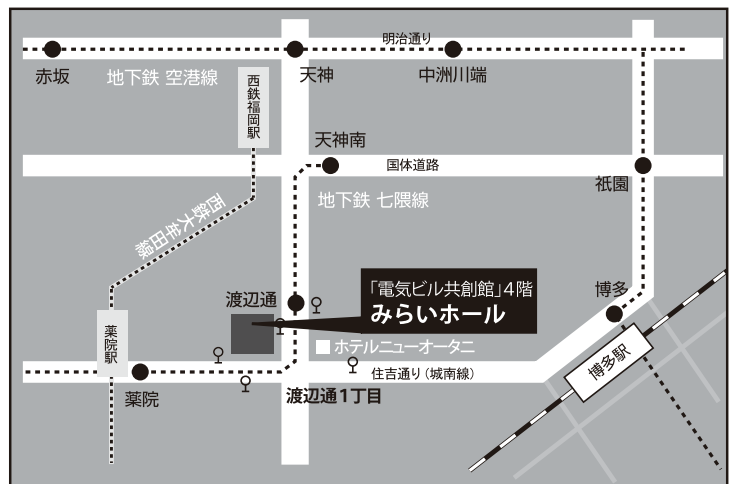 明治通り
赤坂
地下鉄 空港線
天神
中洲川端
西鉄福岡駅
天神南
国体道路
祇園
地下鉄 七隈線
西鉄大牟田線
渡辺通
「電気ビル共創館」4階
みらいホール
博多
薬院駅
ホテルニューオータニ
博多駅
住吉通り(城南線)
薬院
渡辺通1丁目